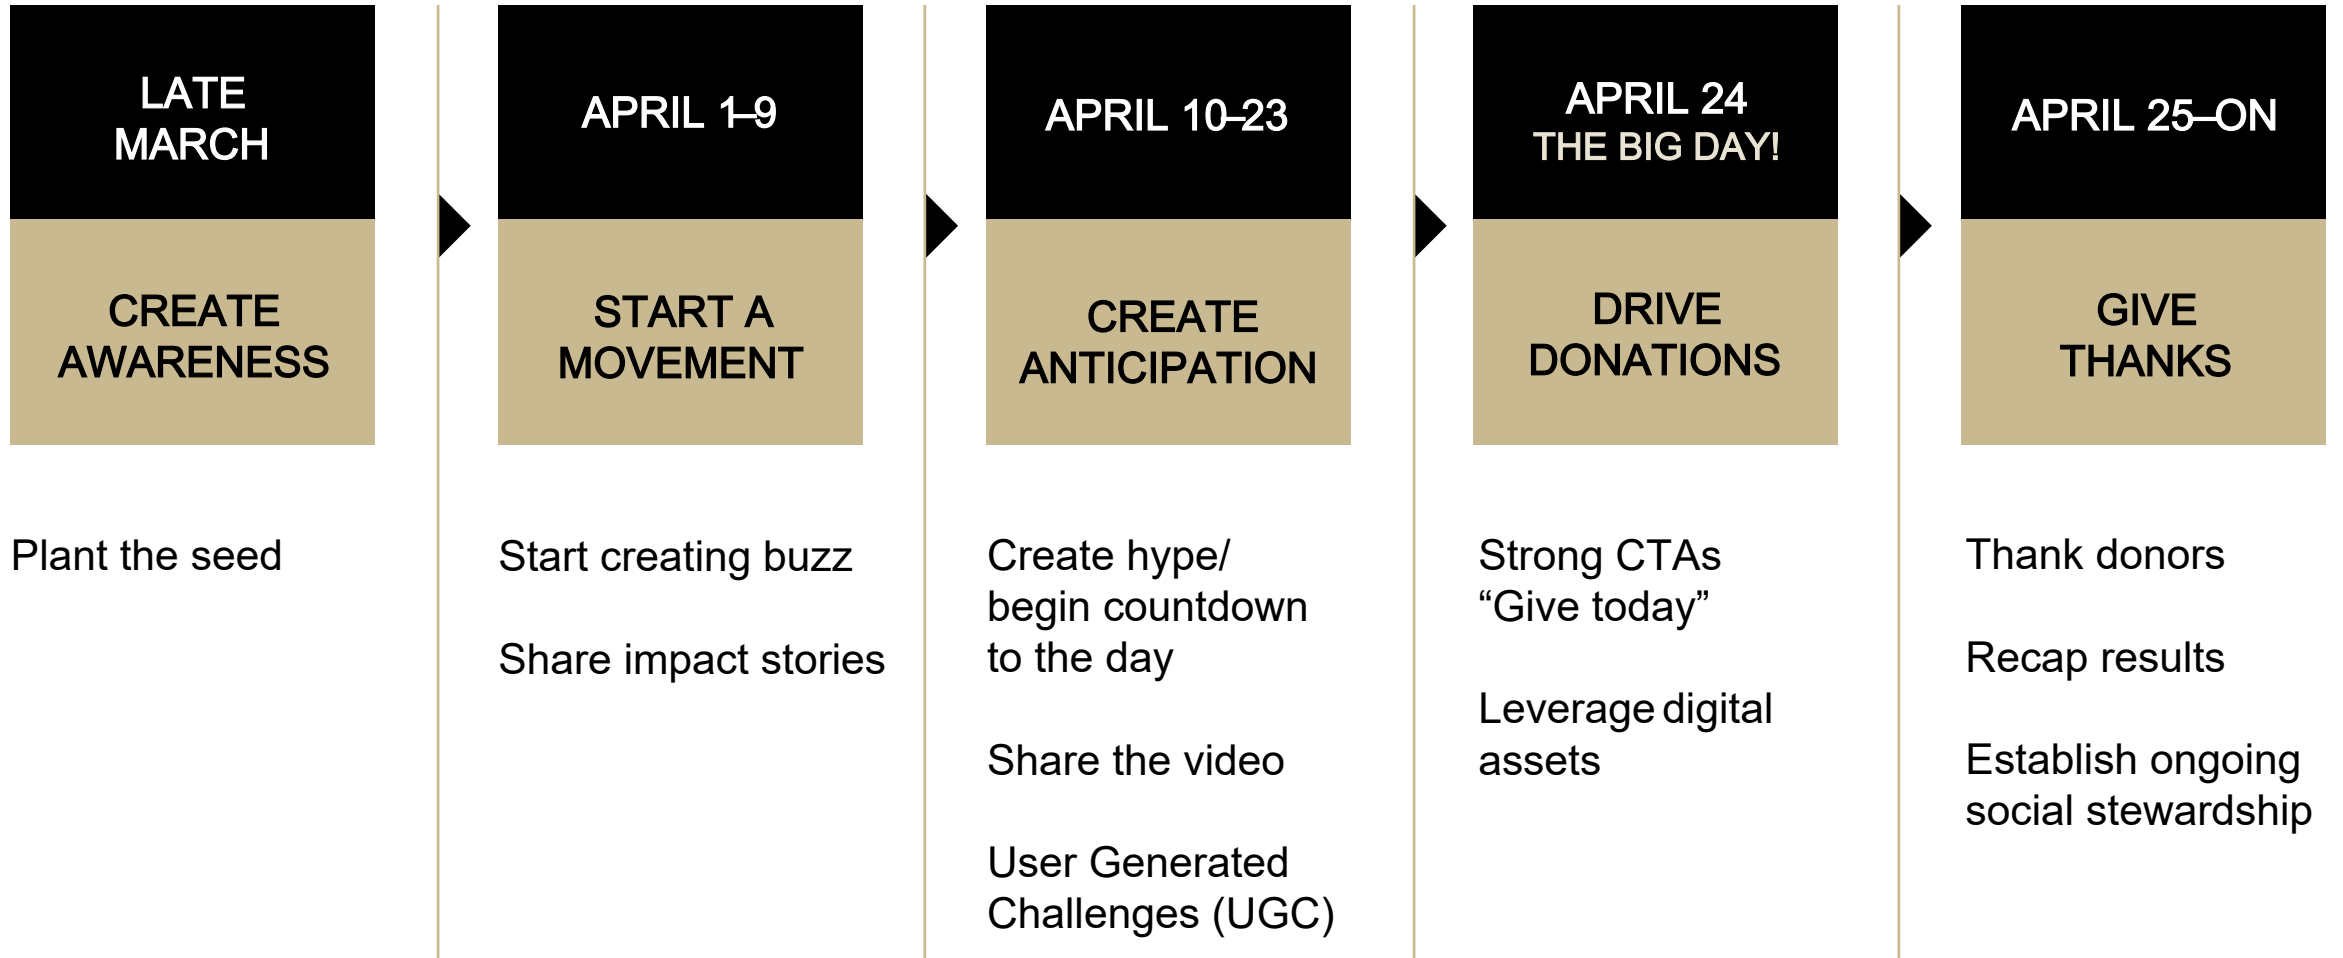 LATE
MARCH
CREATE
AWARENESS
Plant the seed
APRIL 1–9
START A
MOVEMENT
Start creating buzz
Share impact stories
APRIL 10–23
CREATE
ANTICIPATION
Create hype/
begin countdown
to the day
Share the video
User Generated
Challenges (UGC)
APRIL 24
THE BIG DAY!
DRIVE
DONATIONS
Strong CTAs
“Give today”
Leverage digital
assets
APRIL 25–ON
GIVE
THANKS
Thank donors
Recap results
Establish ongoing
social stewardship